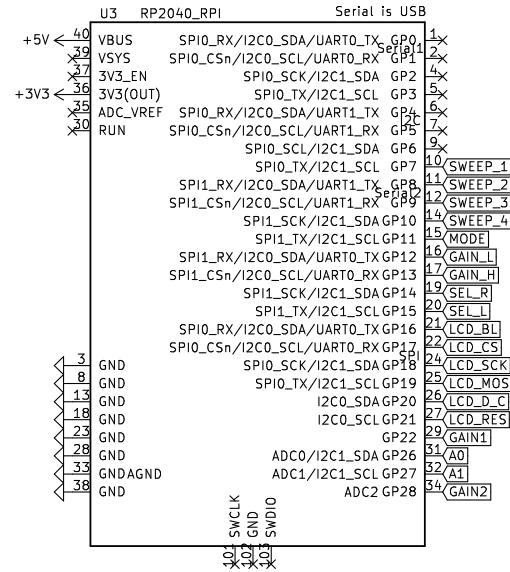 U3 RP2040_RPI Serial is USB
+5V 40 VBUS SPI0_RX/I2C0_SDA/UART0_TX GP0 1
Serial1
39 VSYS SPI0_CSn/I2C0_SCL/UART0_RX GP1 2
37 3V3_EN SPI0_SCK/I2C1_SDA GP2 4
+3V3 36 3V3(OUT) SPI0_TX/I2C1_SCL GP3 5
35 ADC_VREF SPI0_RX/I2C0_SDA/UART1_TX GP4 6
I2C
30 RUN SPI0_CSn/I2C0_SCL/UART1_RX GP5 7
SPI0_SCL/I2C1_SDA GP6 9
SPI0_TX/I2C1_SCL GP7 10 SWEEP_1
SPI1_RX/I2C0_SDA/UART1_TX GP8 11 SWEEP_2
Serial2
SPI1_CSn/I2C0_SCL/UART1_RX GP9 12 SWEEP_3
SPI1_SCK/I2C1_SDA GP10 14 SWEEP_4
SPI1_TX/I2C1_SCL GP11 15 MODE
SPI1_RX/I2C0_SDA/UART0_TX GP12 16 GAIN_L
SPI1_CSn/I2C0_SCL/UART0_RX GP13 17 GAIN_H
SPI1_SCK/I2C1_SDA GP14 19 SEL_R
SPI1_TX/I2C1_SCL GP15 20 SEL_L
SPI0_RX/I2C0_SDA/UART0_TX GP16 21 LCD_BL
SPI0_CSn/I2C0_SCL/UART0_RX GP17 22 LCD_CS
SPI
3 GND SPI0_SCK/I2C1_SDA GP18 24 LCD_SCK
8 GND SPI0_TX/I2C1_SCL GP19 25 LCD_MOS
13 GND I2C0_SDA GP20 26 LCD_D_C
18 GND I2C0_SCL GP21 27 LCD_RES
23 GND GP22 29 GAIN1
28 GND ADC0/I2C1_SDA GP26 31 A0
33 GNDAGND ADC1/I2C1_SCL GP27 32 A1
38 GND ADC2 GP28 34 GAIN2
101 SWCLK
102 GND
103 SWDIO